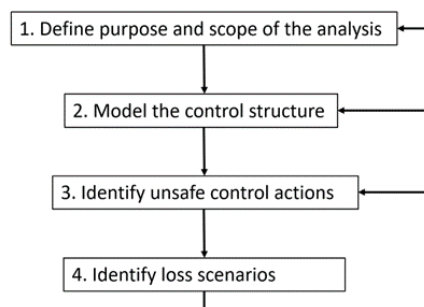 1. Define purpose and scope of the analysis
2. Model the control structure
3. Identify unsafe control actions
4. Identify loss scenarios